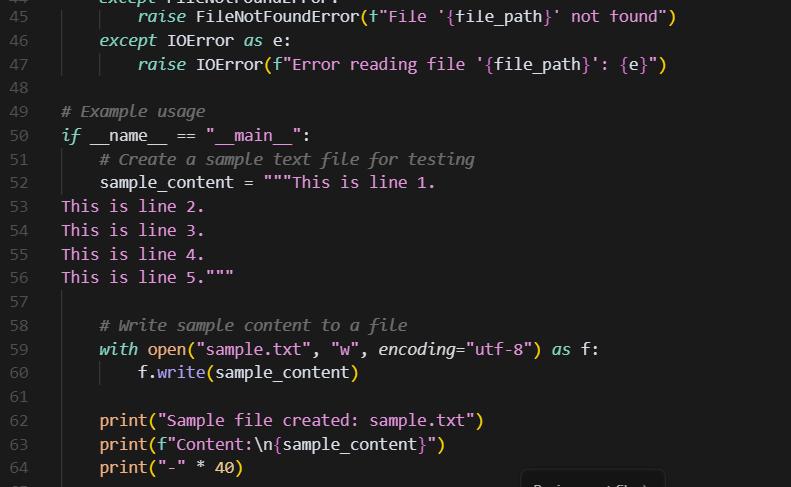 44 except FileNotFoundError:
45 raise FileNotFoundError(f"File '{file_path}' not found")
46 except IOError as e:
47 raise IOError(f"Error reading file '{file_path}': {e}")
48
49 # Example usage
50 if __name__ == "__main__":
51 # Create a sample text file for testing
52 sample_content = """This is line 1.
53 This is line 2.
54 This is line 3.
55 This is line 4.
56 This is line 5."""
57
58 # Write sample content to a file
59 with open("sample.txt", "w", encoding="utf-8") as f:
60 f.write(sample_content)
61
62 print("Sample file created: sample.txt")
63 print(f"Content:\n{sample_content}")
64 print("-" * 40)